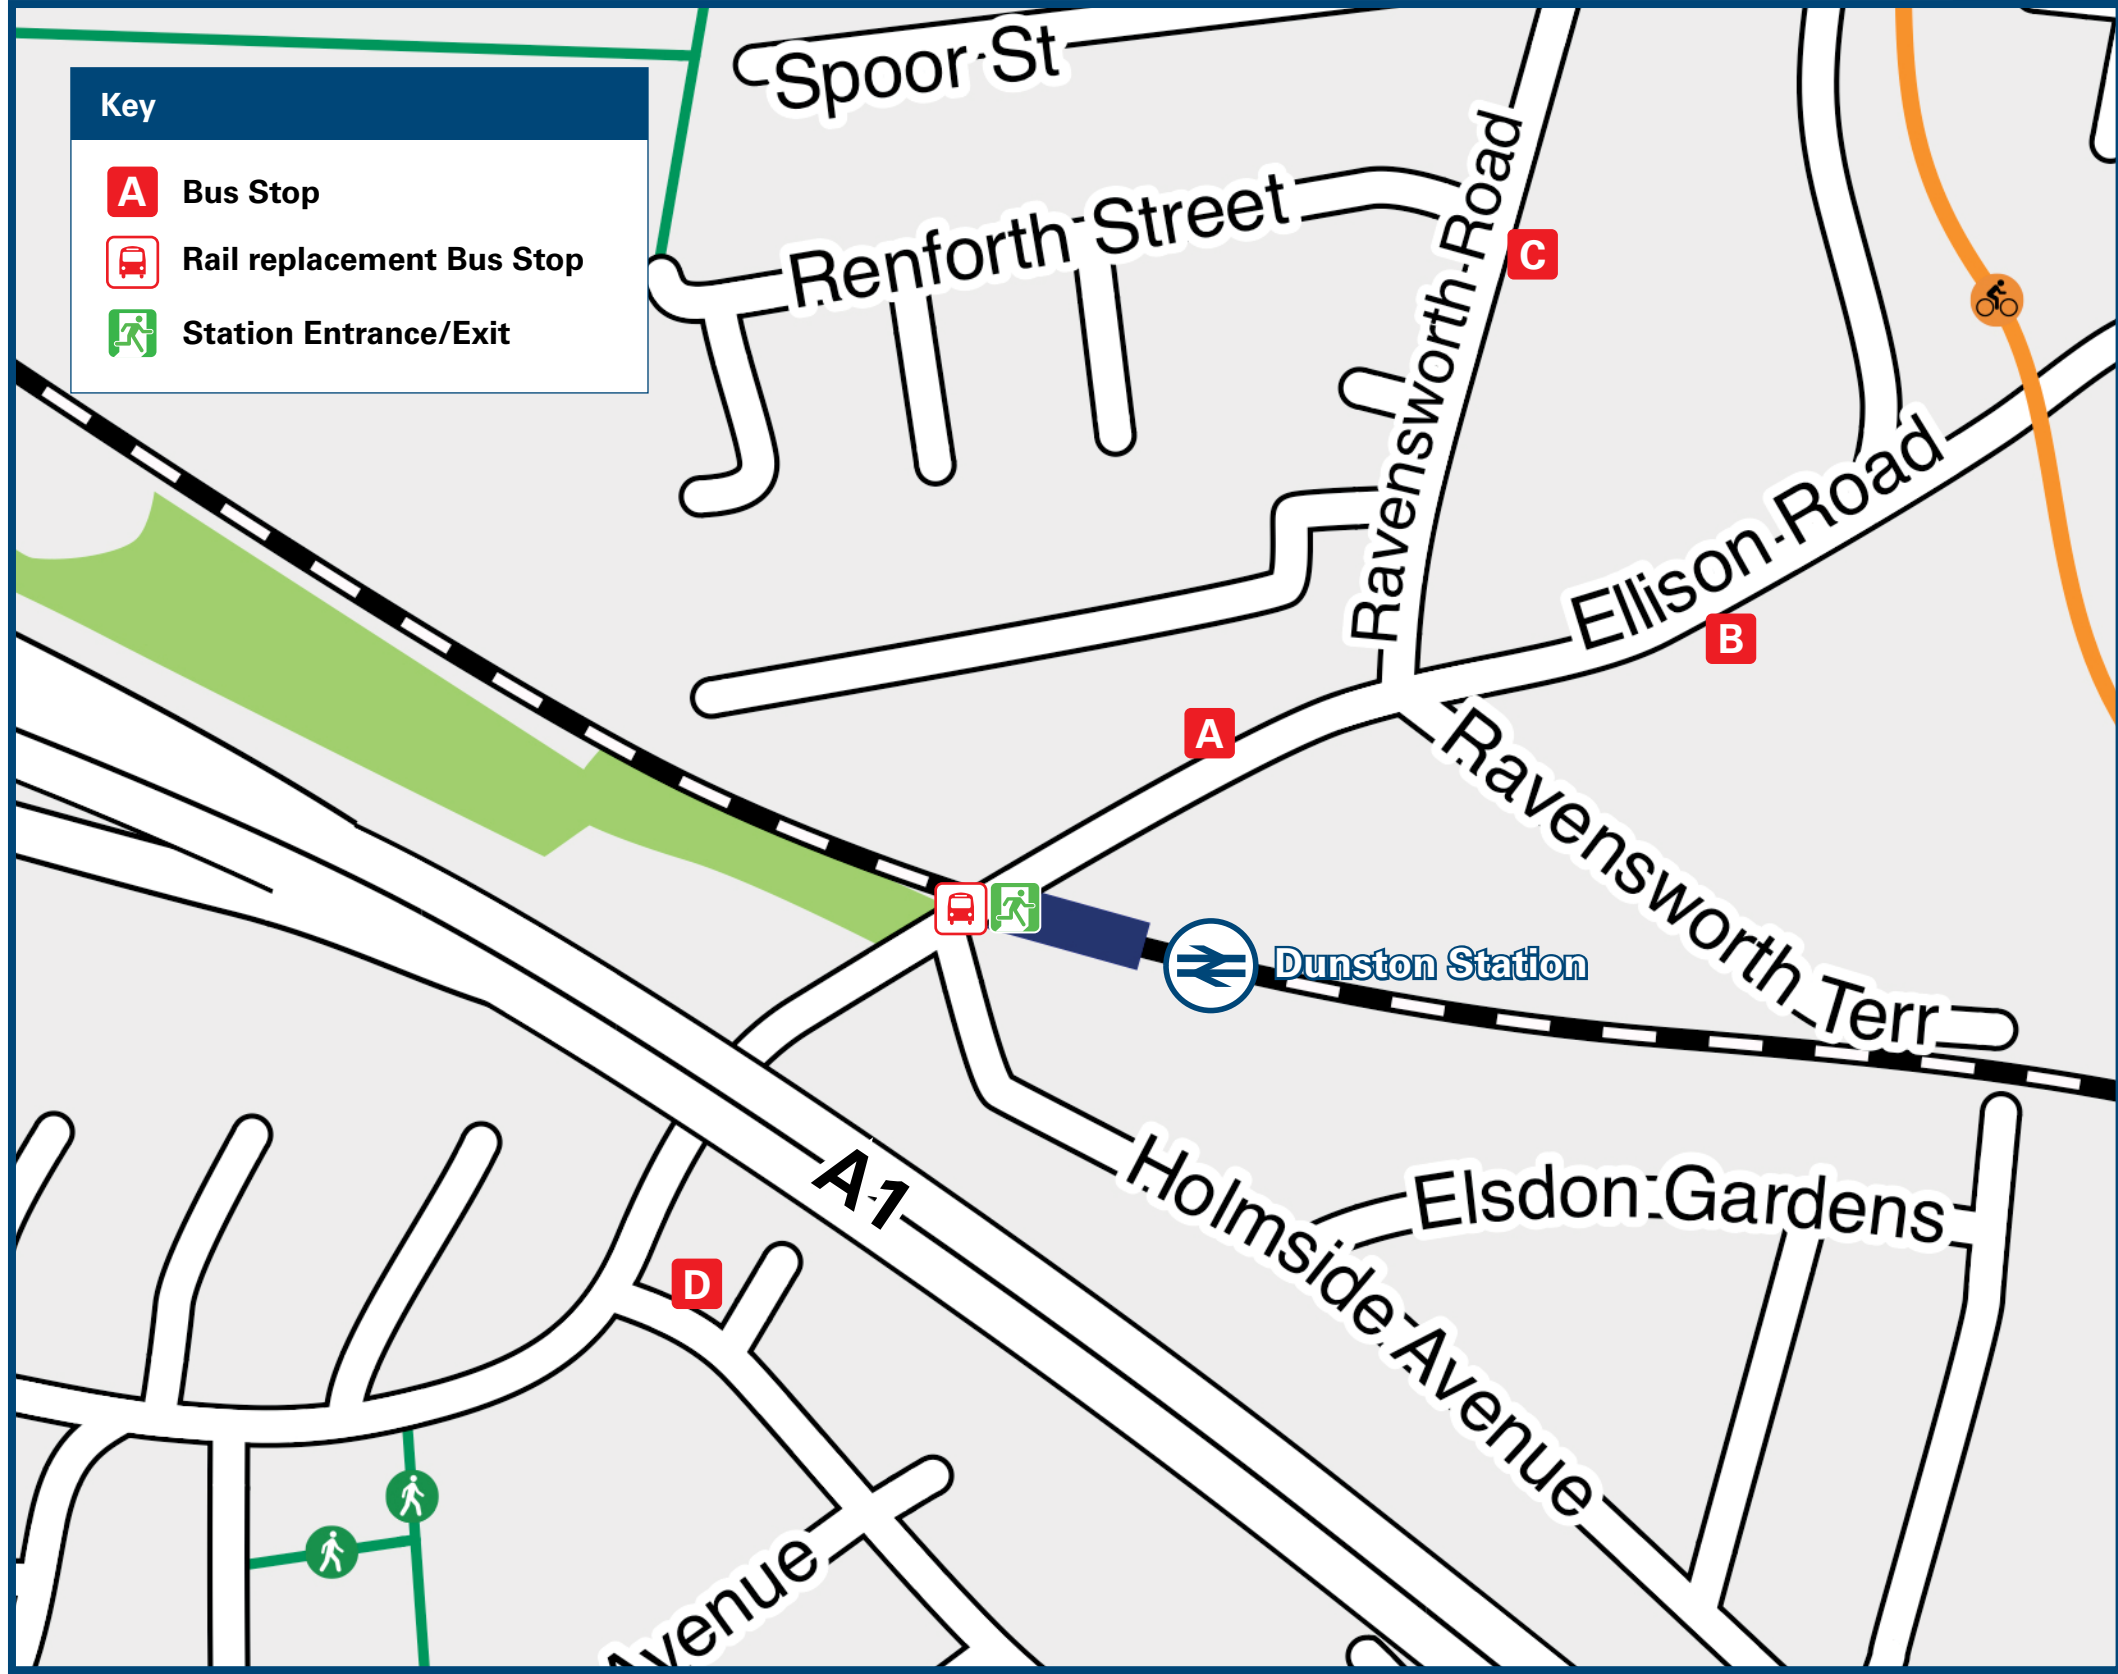 Spoor St
Key
A Bus Stop
Rail replacement Bus Stop
Station Entrance/Exit
Renforth Street
Ravensworth Road
C
Ellison Road
B
A
Ravensworth Terr
Dunston Station
A1
Holmside Avenue
Elsdon Gardens
D
Avenue